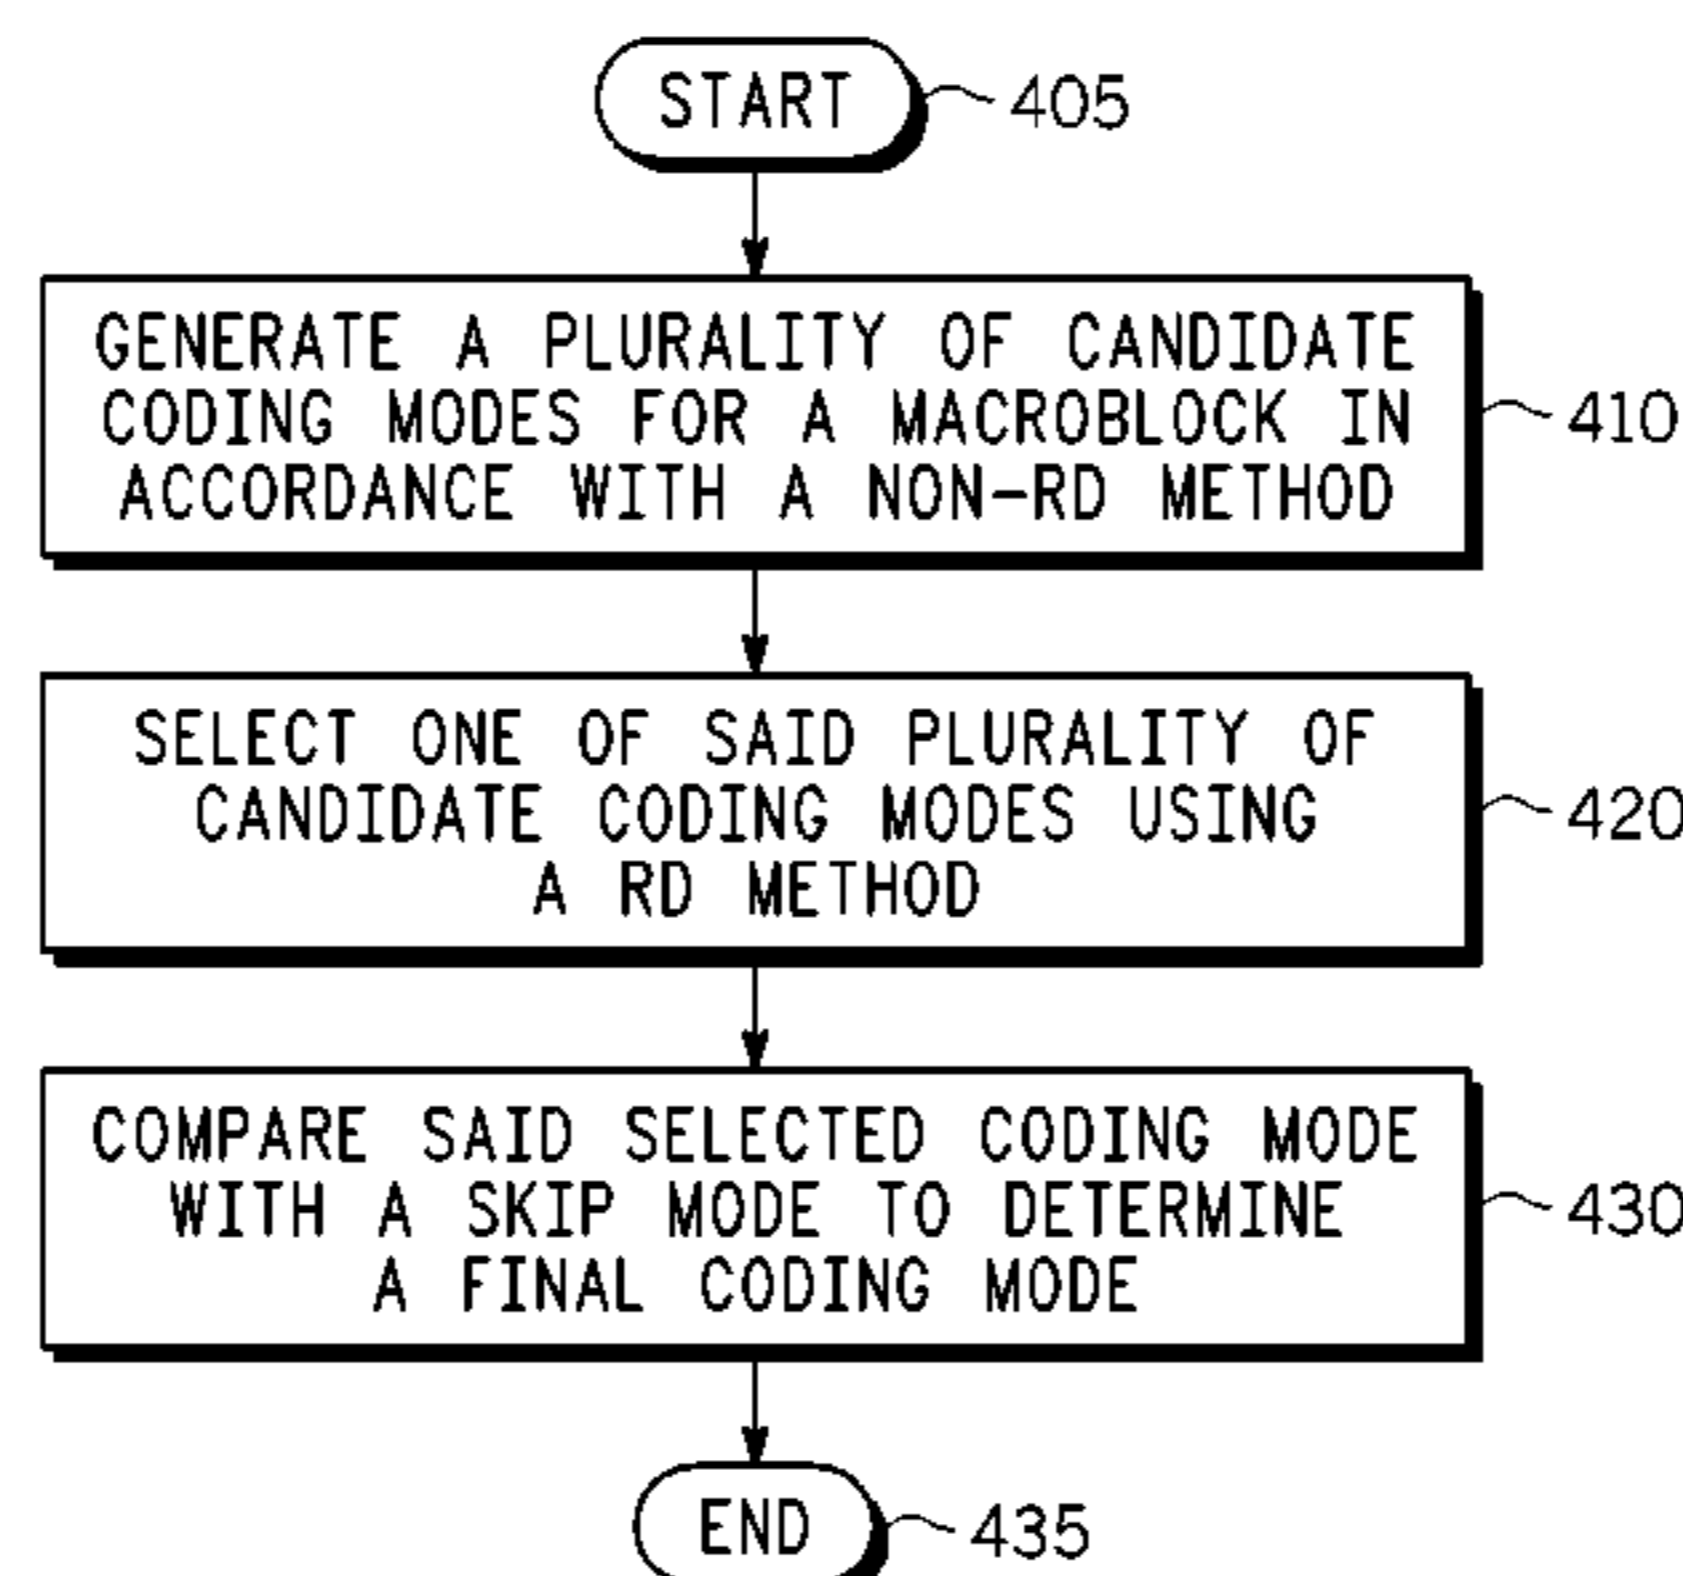 START
405
GENERATE A PLURALITY OF CANDIDATE
CODING MODES FOR A MACROBLOCK IN
ACCORDANCE WITH A NON-RD METHOD
410
SELECT ONE OF SAID PLURALITY OF
CANDIDATE CODING MODES USING
A RD METHOD
420
COMPARE SAID SELECTED CODING MODE
WITH A SKIP MODE TO DETERMINE
A FINAL CODING MODE
430
END
435